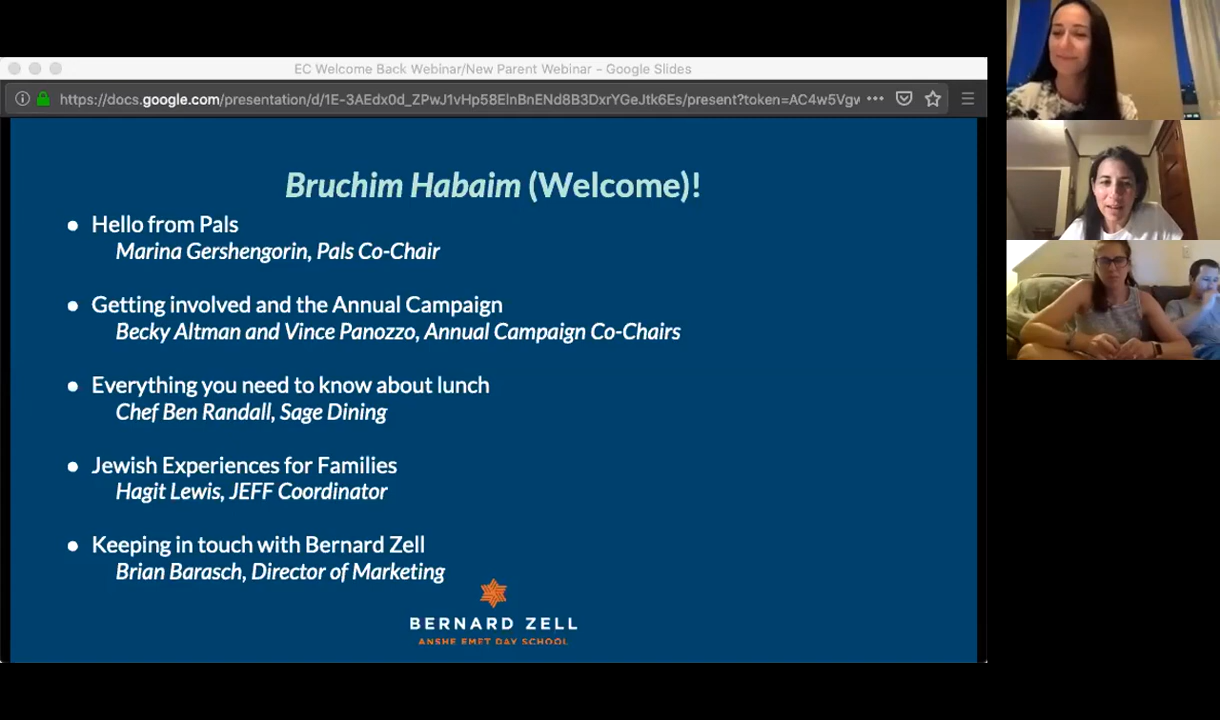 EC Welcome Back Webinar/New Parent Webinar - Google Slides
https://docs.google.com/presentation/d/1E-3AEdx0d_ZPwJ1vHp58ElnBnENd8B3DxrYGeJtk6Es/present?token=AC4w5Vgw
Bruchim Habaim (Welcome)!
● Hello from Pals
Marina Gershengorin, Pals Co-Chair
● Getting involved and the Annual Campaign
Becky Altman and Vince Panozzo, Annual Campaign Co-Chairs
● Everything you need to know about lunch
Chef Ben Randall, Sage Dining
● Jewish Experiences for Families
Hagit Lewis, JEFF Coordinator
● Keeping in touch with Bernard Zell
Brian Barasch, Director of Marketing
BERNARD ZELL
ANSHE EMET DAY SCHOOL